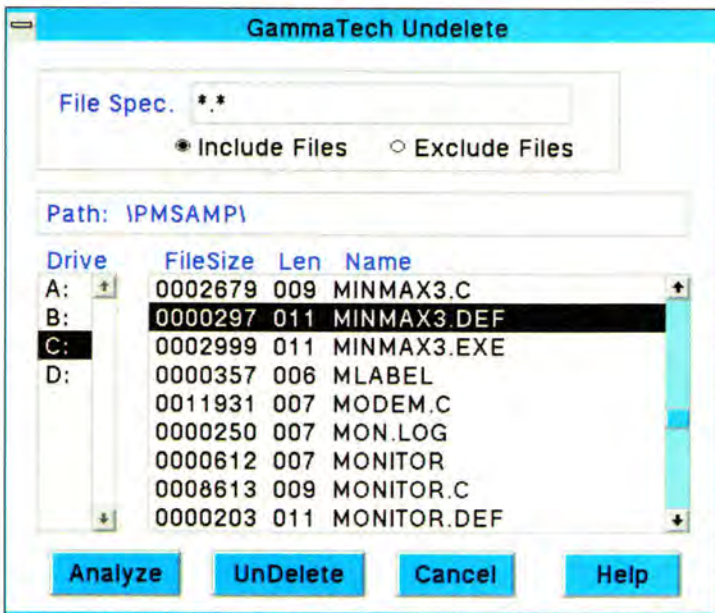 GammaTech Undelete
File Spec. *.*
Include Files Exclude Files
Path: \PMSAMP\
Drive FileSize Len Name
A: 0002679 009 MINMAX3.C
B: 0000297 011 MINMAX3.DEF
C: 0002999 011 MINMAX3.EXE
D: 0000357 006 MLABEL
0011931 007 MODEM.C
0000250 007 MON.LOG
0000612 007 MONITOR
0008613 009 MONITOR.C
0000203 011 MONITOR.DEF
Analyze UnDelete Cancel Help